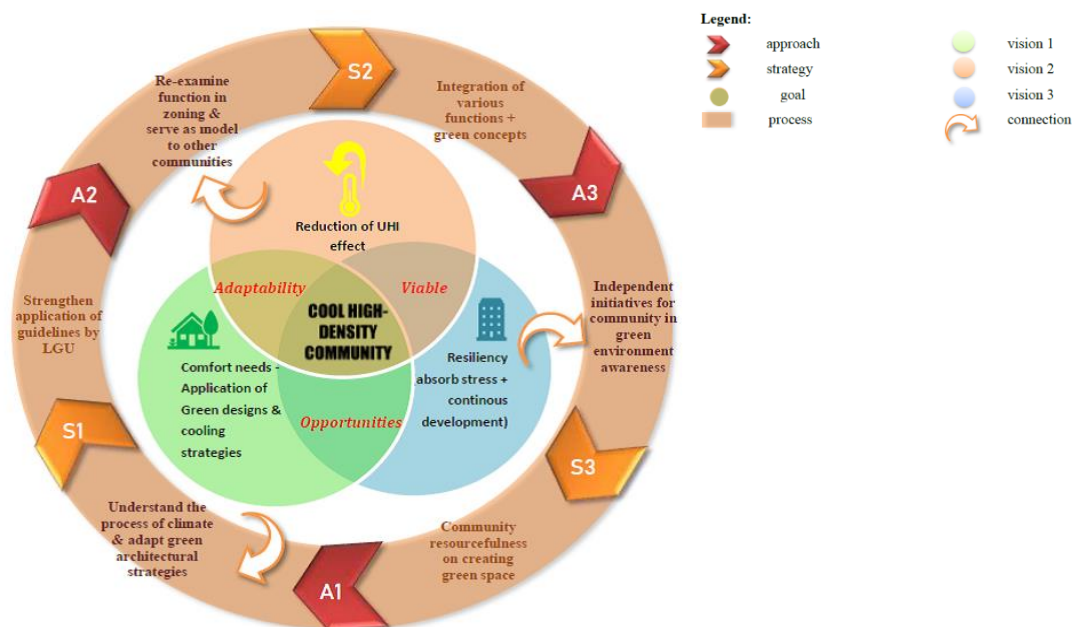 Legend:
approach
strategy
goal
process
vision 1
vision 2
vision 3
connection
S2
Re-examine
function in
zoning &
serve as model
to other
communities
Integration of
various
functions +
green concepts
A2
A3
Reduction of UHI
effect
Adaptability
Viable
COOL HIGH-
DENSITY
COMMUNITY
Strengthen
application of
guidelines by
LGU
Independent
initiatives for
community in
green
environment
awareness
Comfort needs -
Application of
Green designs &
cooling
strategies
Resiliency
absorb stress +
continous
development)
Opportunities
S1
S3
Understand the
process of climate
& adapt green
architectural
strategies
Community
resourcefulness
on creating
green space
A1